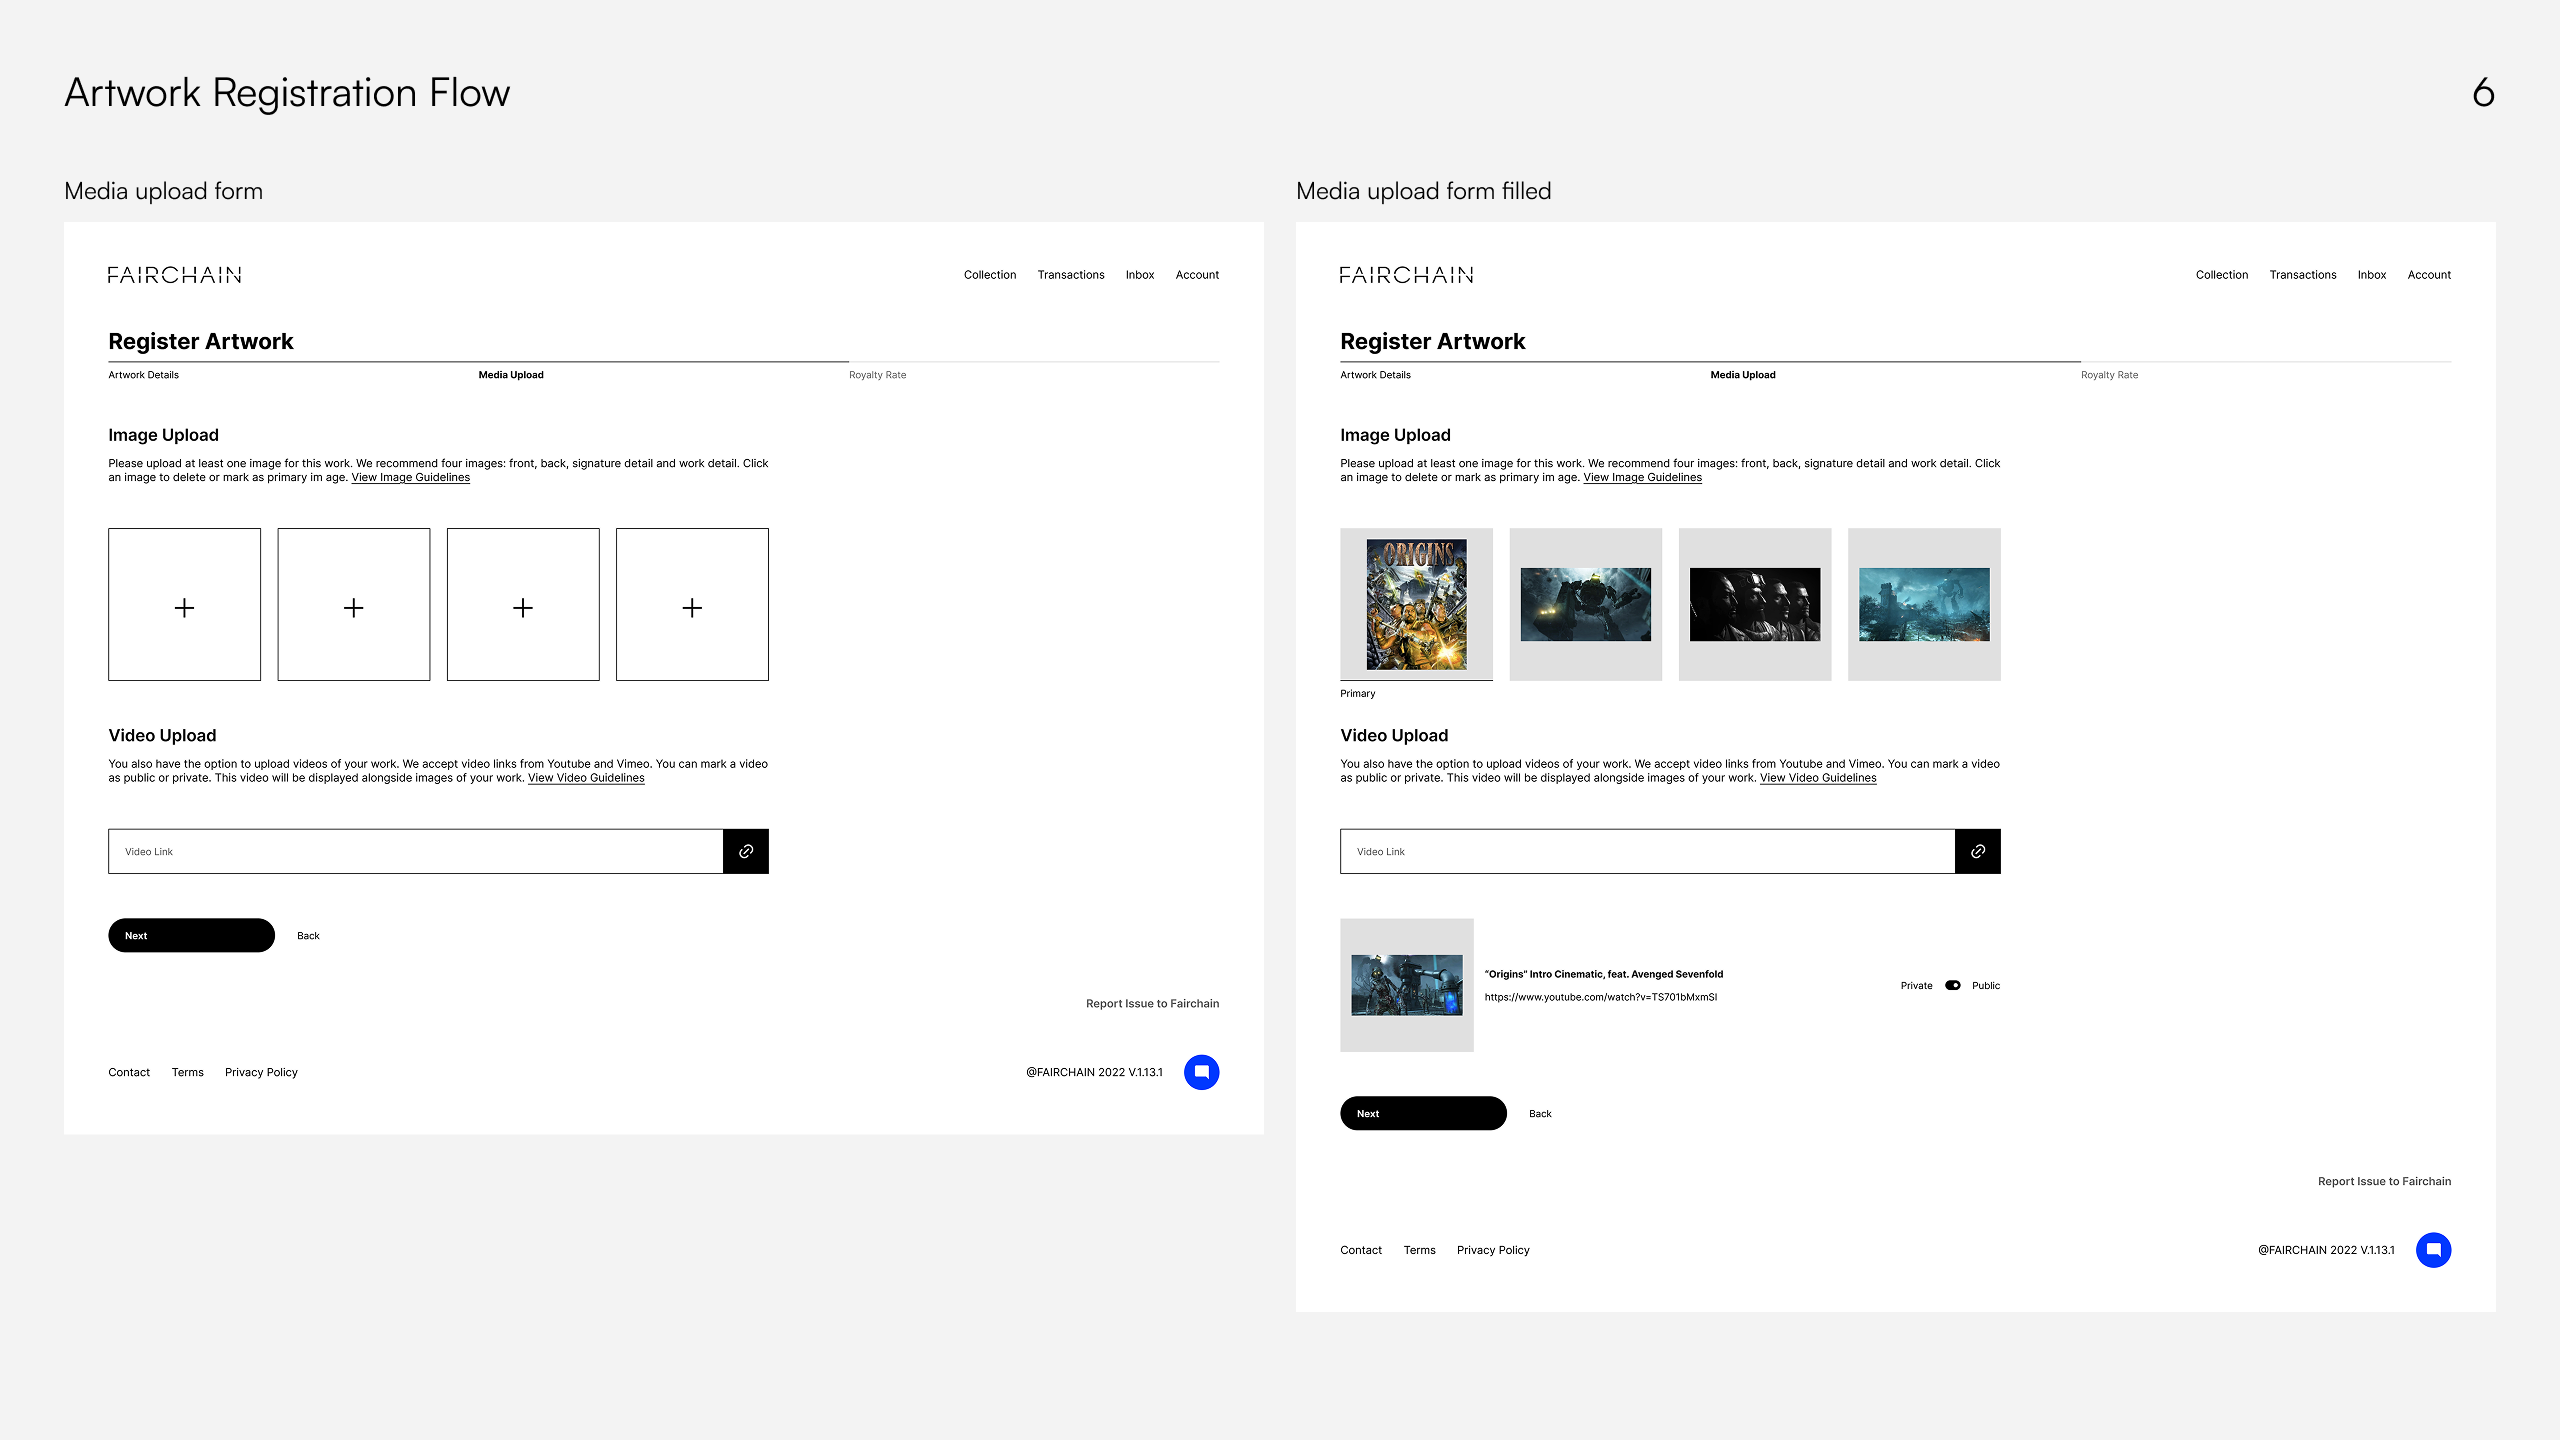 Artwork Registration Flow
6
Media upload form
FAIRCHAIN
Collection Transactions Inbox Account
Register Artwork
Artwork Details Media Upload Royalty Rate
Image Upload
Please upload at least one image for this work. We recommend four images: front, back, signature detail and work detail. Click
an image to delete or mark as primary im age. View Image Guidelines
Video Upload
You also have the option to upload videos of your work. We accept video links from Youtube and Vimeo. You can mark a video
as public or private. This video will be displayed alongside images of your work. View Video Guidelines
Video Link
Next Back
Report Issue to Fairchain
Contact Terms Privacy Policy @FAIRCHAIN 2022 V.1.13.1
Media upload form filled
FAIRCHAIN
Collection Transactions Inbox Account
Register Artwork
Artwork Details Media Upload Royalty Rate
Image Upload
Please upload at least one image for this work. We recommend four images: front, back, signature detail and work detail. Click
an image to delete or mark as primary im age. View Image Guidelines
ORIGINS
Primary
Video Upload
You also have the option to upload videos of your work. We accept video links from Youtube and Vimeo. You can mark a video
as public or private. This video will be displayed alongside images of your work. View Video Guidelines
Video Link
“Origins” Intro Cinematic, feat. Avenged Sevenfold
https://www.youtube.com/watch?v=TS701bMxmSI
Private Public
Next Back
Report Issue to Fairchain
Contact Terms Privacy Policy @FAIRCHAIN 2022 V.1.13.1